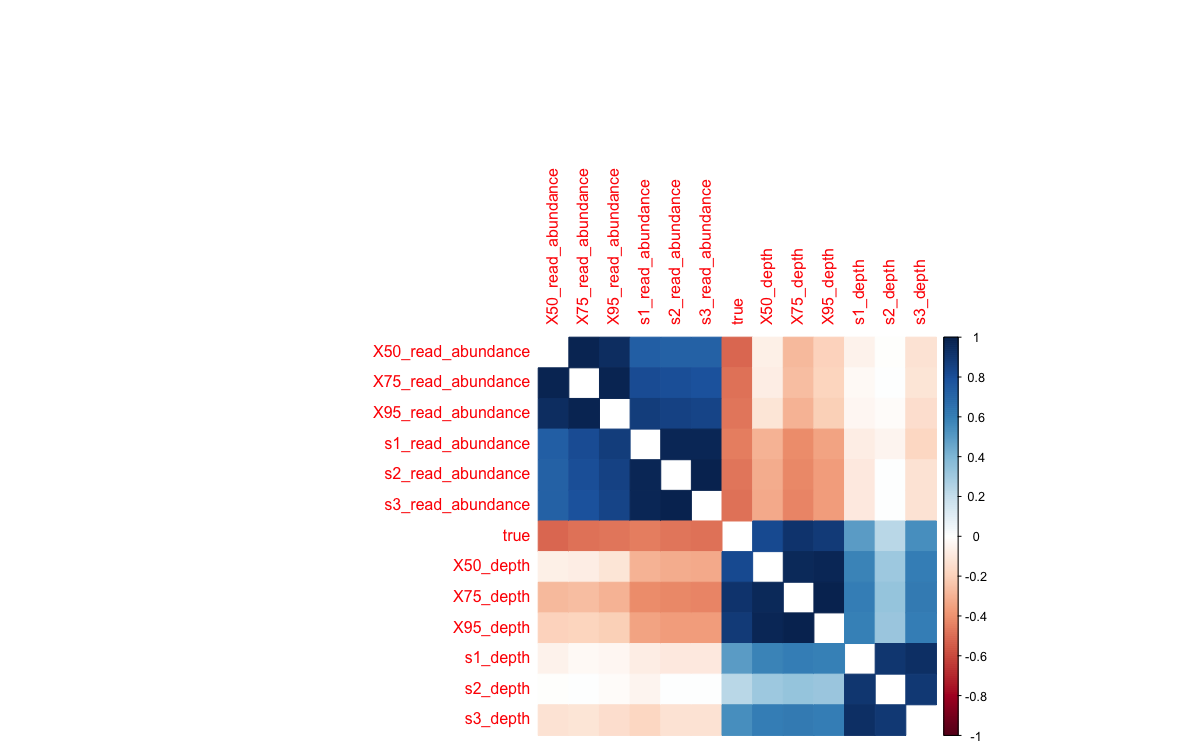 X50_read_abundance
X75_read_abundance
X95_read_abundance
s1_read_abundance
s2_read_abundance
s3_read_abundance
true
X50_depth
X75_depth
X95_depth
s1_depth
s2_depth
s3_depth
X50_read_abundance
X75_read_abundance
X95_read_abundance
s1_read_abundance
s2_read_abundance
s3_read_abundance
true
X50_depth
X75_depth
X95_depth
s1_depth
s2_depth
s3_depth
1
0.8
0.6
0.4
0.2
0
-0.2
-0.4
-0.6
-0.8
-1